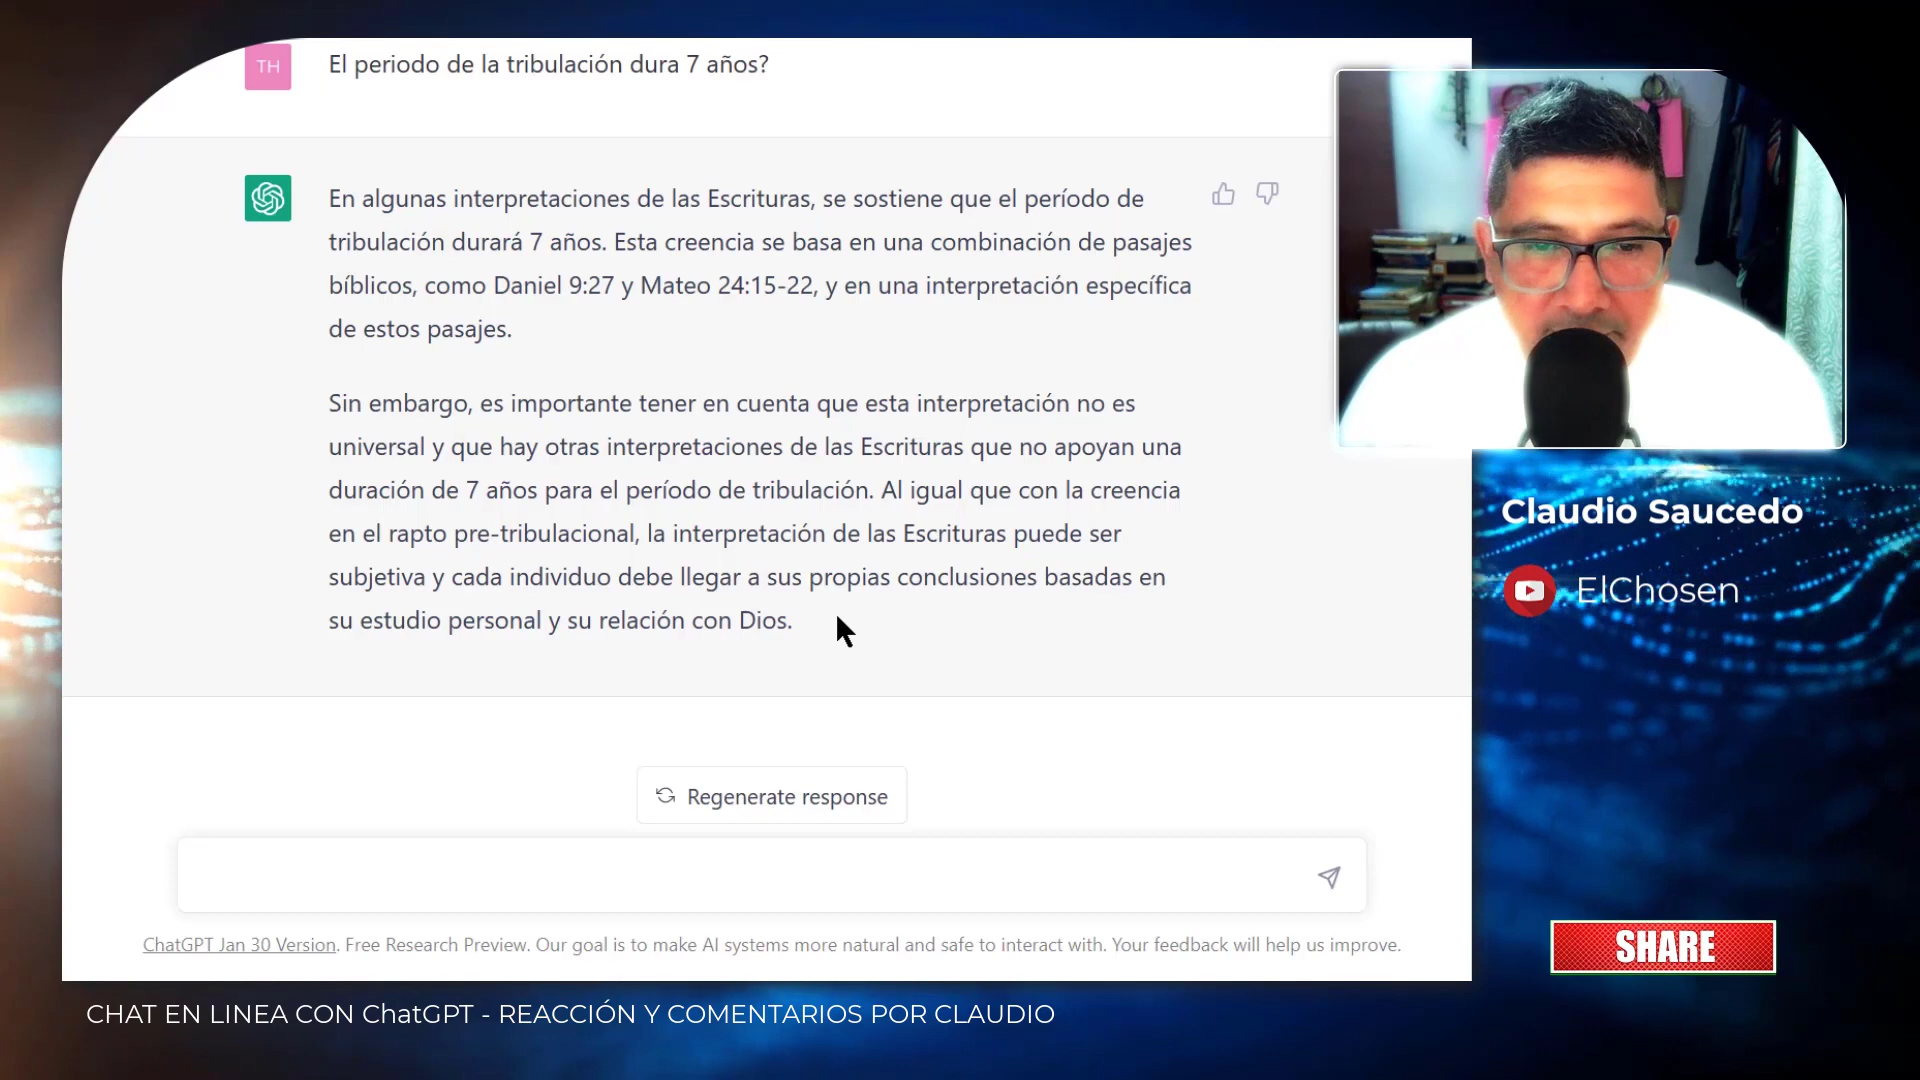 TH
El periodo de la tribulación dura 7 años?
En algunas interpretaciones de las Escrituras, se sostiene que el período de
tribulación durará 7 años. Esta creencia se basa en una combinación de pasajes
bíblicos, como Daniel 9:27 y Mateo 24:15-22, y en una interpretación específica
de estos pasajes.
Sin embargo, es importante tener en cuenta que esta interpretación no es
universal y que hay otras interpretaciones de las Escrituras que no apoyan una
duración de 7 años para el período de tribulación. Al igual que con la creencia
en el rapto pre-tribulacional, la interpretación de las Escrituras puede ser
subjetiva y cada individuo debe llegar a sus propias conclusiones basadas en
su estudio personal y su relación con Dios.
Regenerate response
ChatGPT Jan 30 Version. Free Research Preview. Our goal is to make AI systems more natural and safe to interact with. Your feedback will help us improve.
Claudio Saucedo
ElChosen
SHARE
CHAT EN LINEA CON ChatGPT - REACCIÓN Y COMENTARIOS POR CLAUDIO